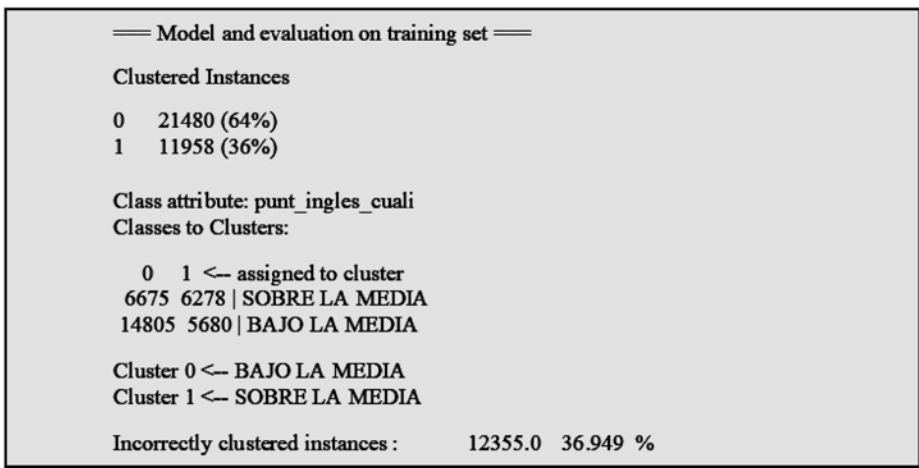 === Model and evaluation on training set ===
Clustered Instances
0 21480 (64%)
1 11958 (36%)
Class attribute: punt_ingles_cuali
Classes to Clusters:
0 1 <-- assigned to cluster
6675 6278 | SOBRE LA MEDIA
14805 5680 | BAJO LA MEDIA
Cluster 0 <-- BAJO LA MEDIA
Cluster 1 <-- SOBRE LA MEDIA
Incorrectly clustered instances : 12355.0 36.949 %